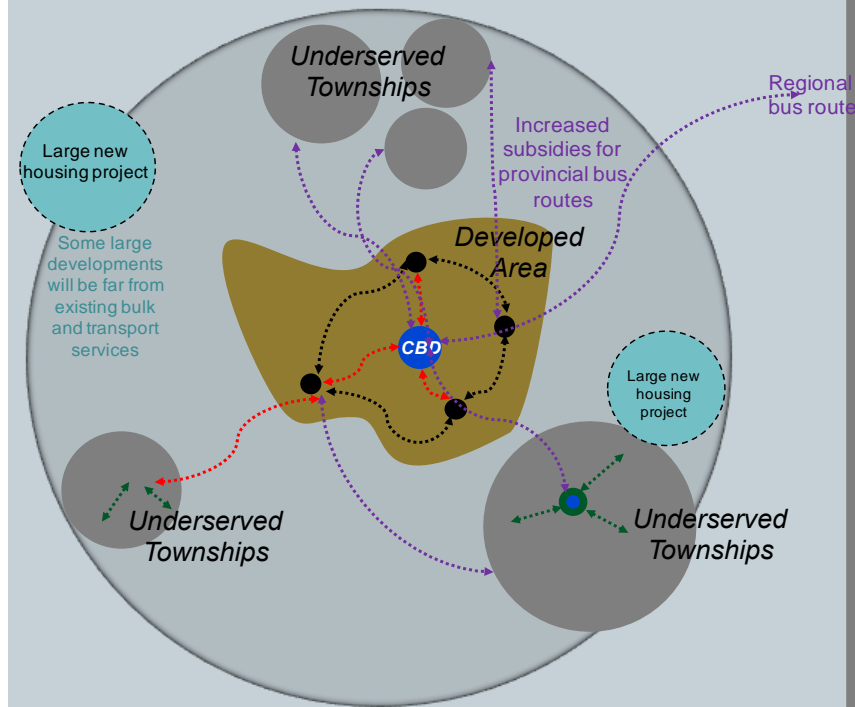 Underserved
Townships
Regional
bus route
Increased
subsidies for
provincial bus
routes
Large new
housing project
Some large
developments
will be far from
existing bulk
and transport
services
Developed
Area
CBD
Large new
housing
project
Underserved
Townships
Underserved
Townships